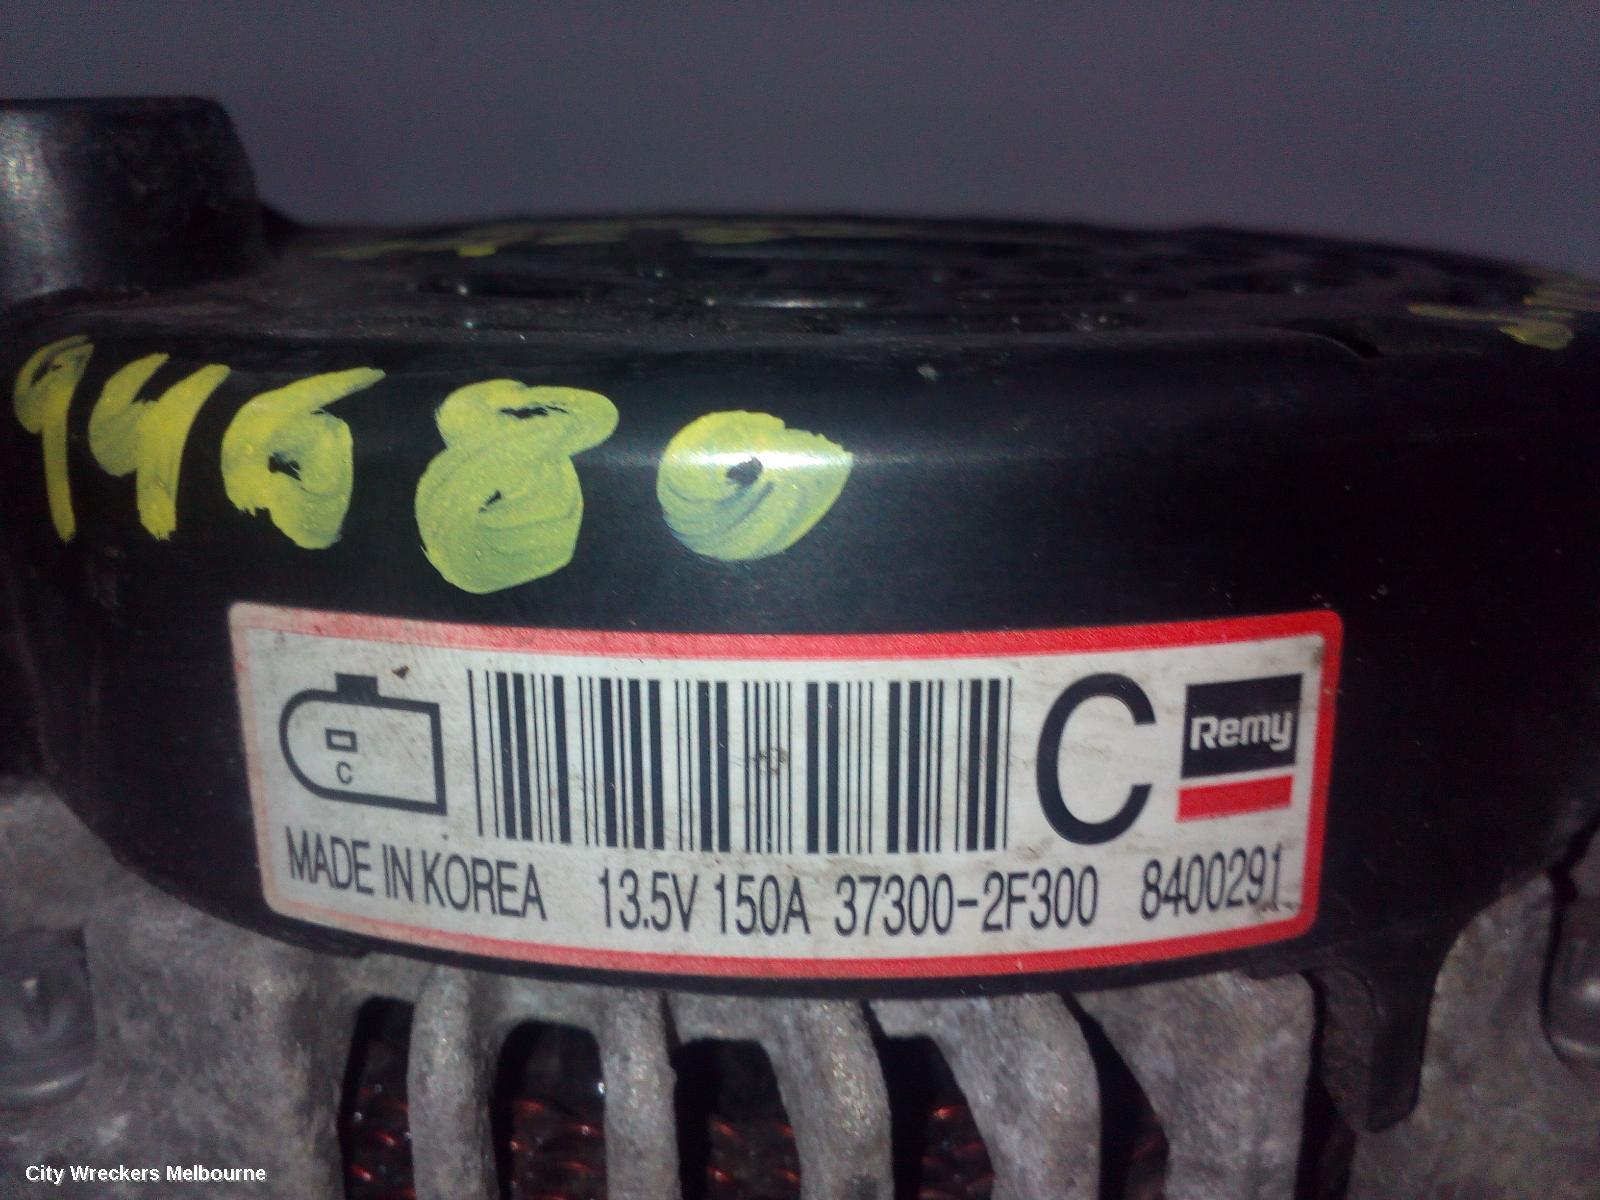 94680
C
Remy
C
MADE IN KOREA 13.5V 150A 37300-2F300 8400291
City Wreckers Melbourne